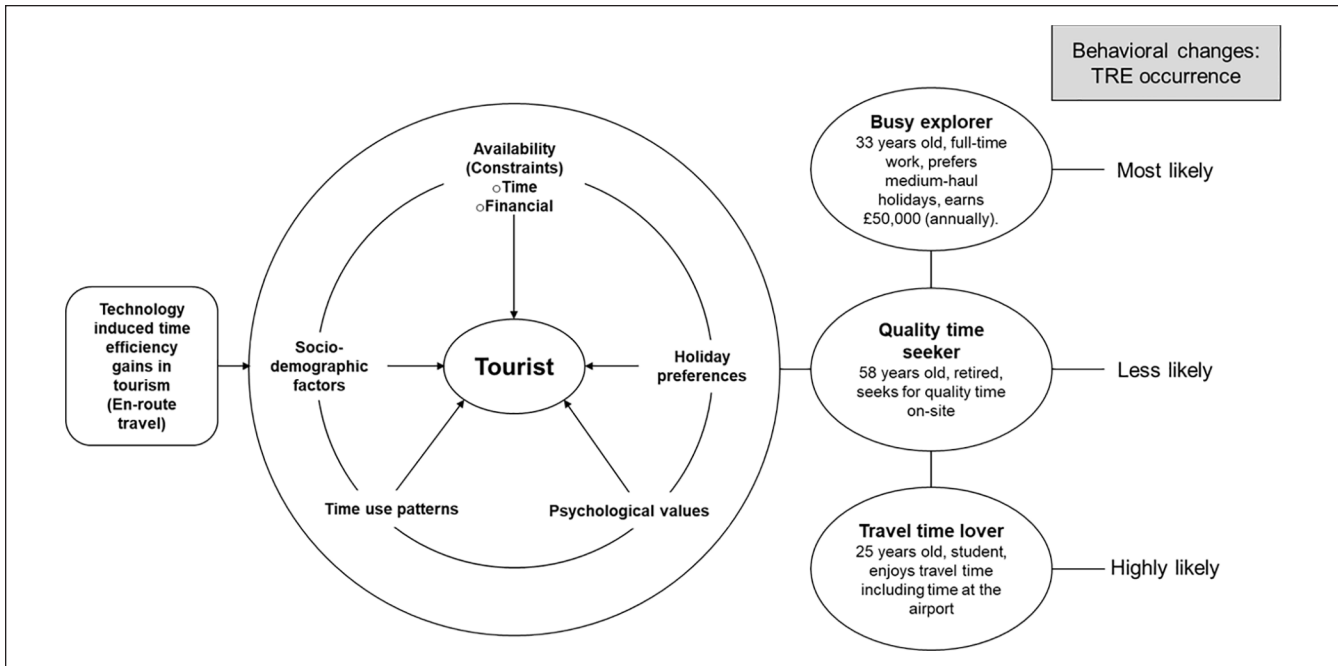 Behavioral changes:
TRE occurrence
Technology
induced time
efficiency
gains in
tourism
(En-route
travel)
Availability
(Constraints)
○Time
○Financial
Socio-
demographic
factors
Tourist
Holiday
preferences
Time use patterns
Psychological values
Busy explorer
33 years old, full-time
work, prefers
medium-haul
holidays, earns
£50,000 (annually).
Most likely
Quality time
seeker
58 years old, retired,
seeks for quality time
on-site
Less likely
Travel time lover
25 years old, student,
enjoys travel time
including time at the
airport
Highly likely